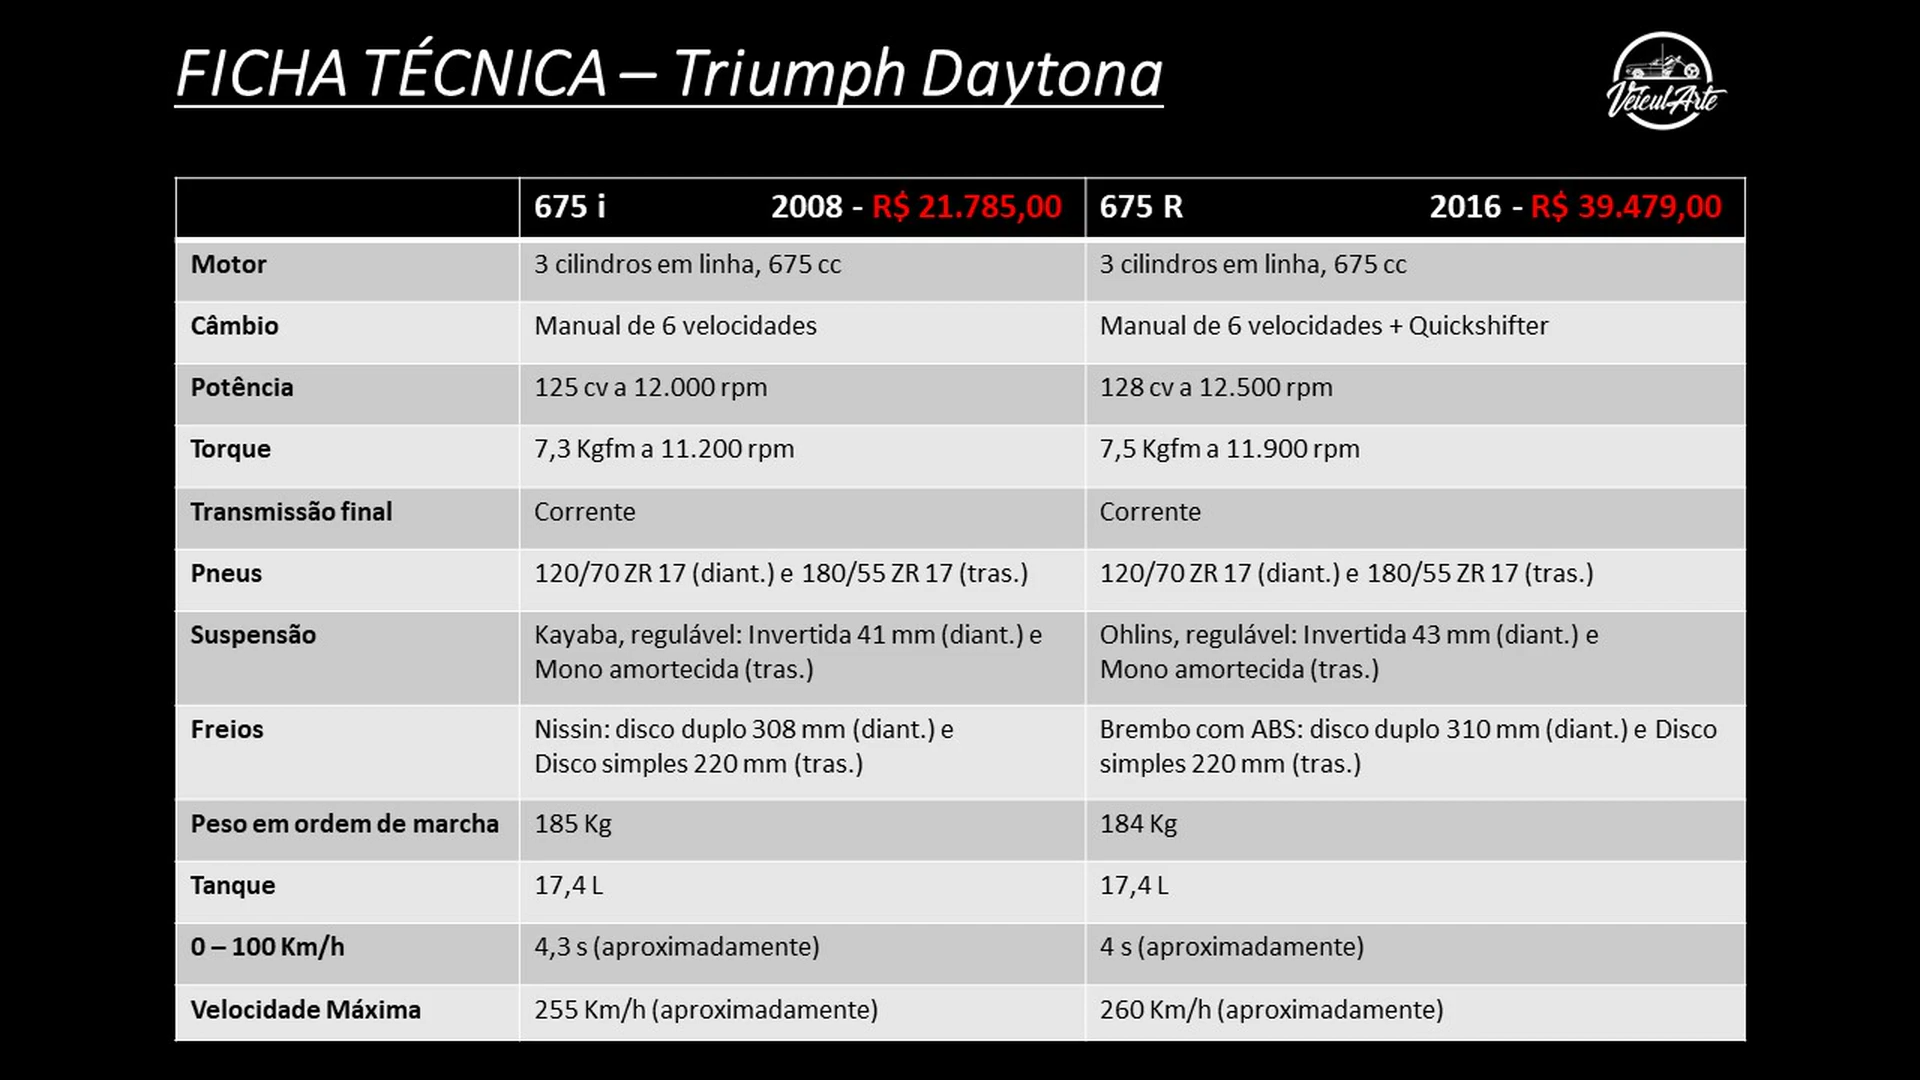 FICHA TÉCNICA – Triumph Daytona
VeiculArte
675 i 2008 - R$ 21.785,00 675 R 2016 - R$ 39.479,00
Motor 3 cilindros em linha, 675 cc 3 cilindros em linha, 675 cc
Câmbio Manual de 6 velocidades Manual de 6 velocidades + Quickshifter
Potência 125 cv a 12.000 rpm 128 cv a 12.500 rpm
Torque 7,3 Kgfm a 11.200 rpm 7,5 Kgfm a 11.900 rpm
Transmissão final Corrente Corrente
Pneus 120/70 ZR 17 (diant.) e 180/55 ZR 17 (tras.) 120/70 ZR 17 (diant.) e 180/55 ZR 17 (tras.)
Suspensão Kayaba, regulável: Invertida 41 mm (diant.) e Ohlins, regulável: Invertida 43 mm (diant.) e
Mono amortecida (tras.) Mono amortecida (tras.)
Freios Nissin: disco duplo 308 mm (diant.) e Brembo com ABS: disco duplo 310 mm (diant.) e Disco
Disco simples 220 mm (tras.) simples 220 mm (tras.)
Peso em ordem de marcha 185 Kg 184 Kg
Tanque 17,4 L 17,4 L
0 – 100 Km/h 4,3 s (aproximadamente) 4 s (aproximadamente)
Velocidade Máxima 255 Km/h (aproximadamente) 260 Km/h (aproximadamente)